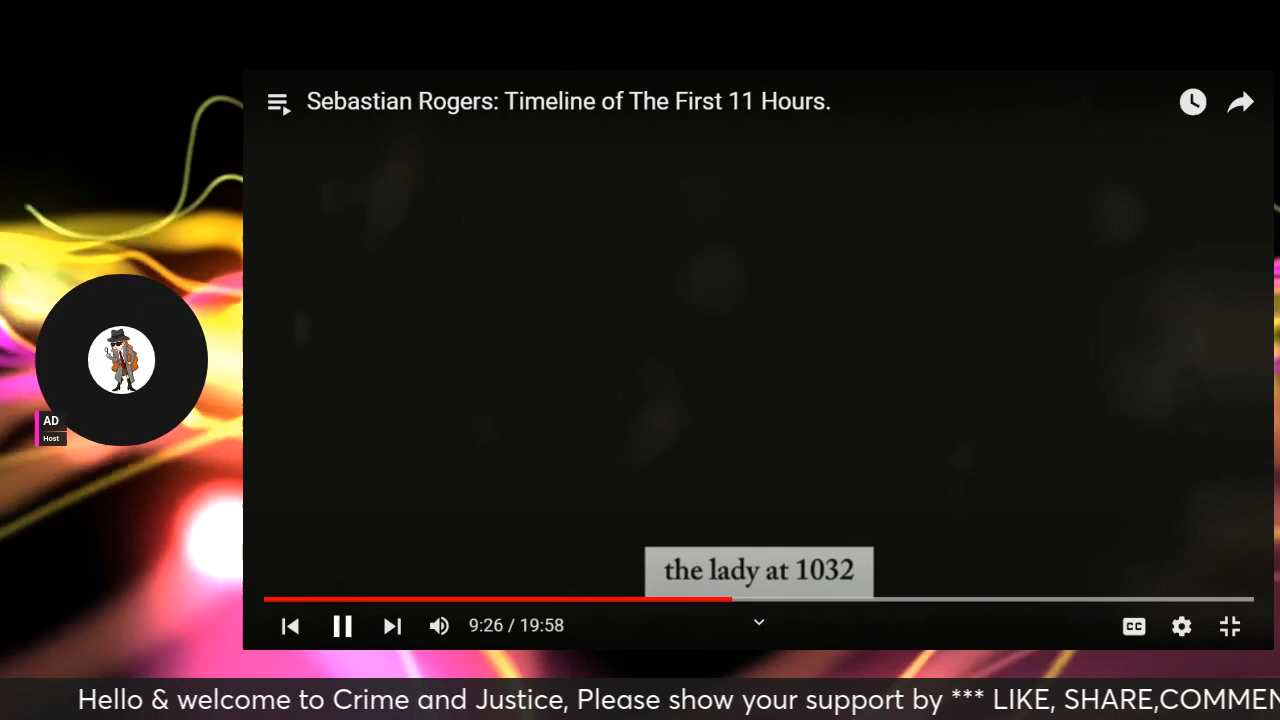 Sebastian Rogers: Timeline of The First 11 Hours.
AD
Host
the lady at 1032
9:26 / 19:58
CC
Hello & welcome to Crime and Justice, Please show your support by *** LIKE, SHARE,COMMEN